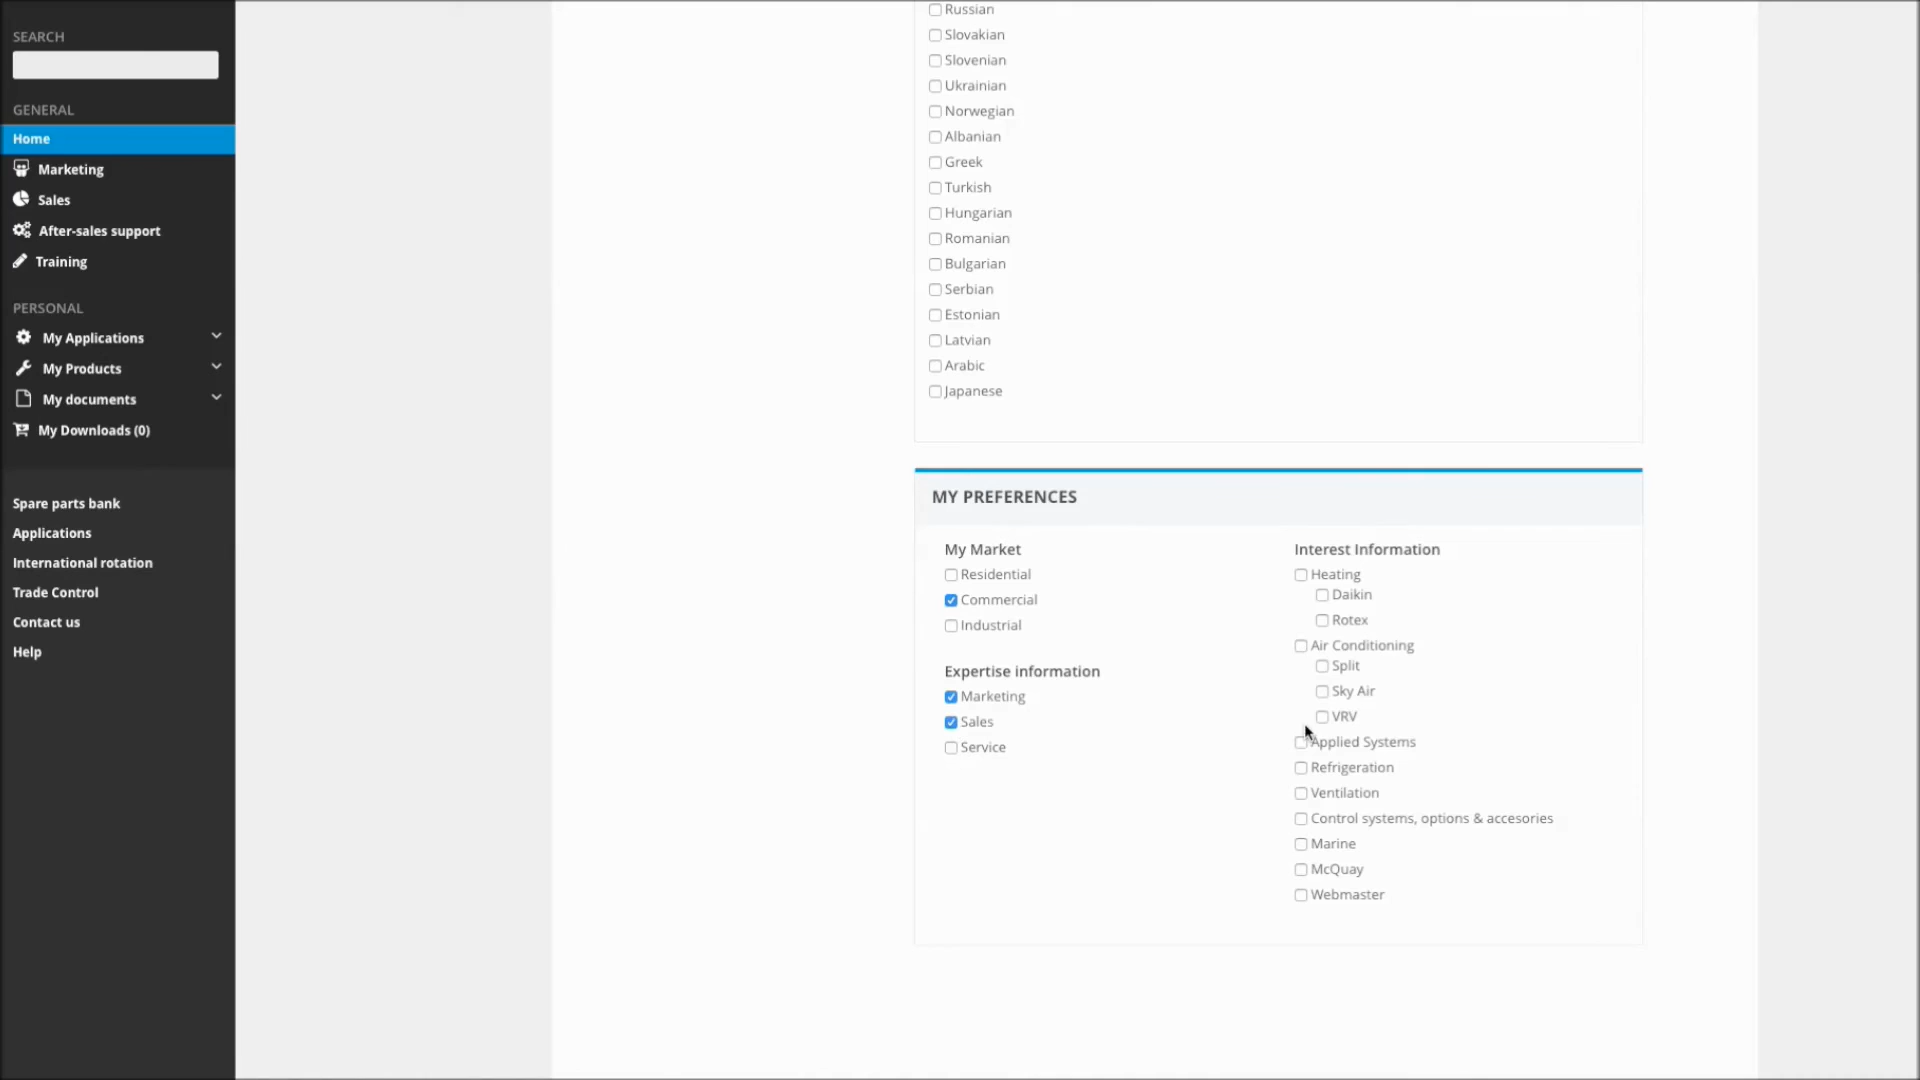 SEARCH
GENERAL
Home
Marketing
Sales
After-sales support
Training
PERSONAL
My Applications
My Products
My documents
My Downloads (0)
Spare parts bank
Applications
International rotation
Trade Control
Contact us
Help
Russian
Slovakian
Slovenian
Ukrainian
Norwegian
Albanian
Greek
Turkish
Hungarian
Romanian
Bulgarian
Serbian
Estonian
Latvian
Arabic
Japanese
MY PREFERENCES
My Market
Residential
Commercial
Industrial
Expertise information
Marketing
Sales
Service
Interest Information
Heating
Daikin
Rotex
Air Conditioning
Split
Sky Air
VRV
Applied Systems
Refrigeration
Ventilation
Control systems, options & accesories
Marine
McQuay
Webmaster